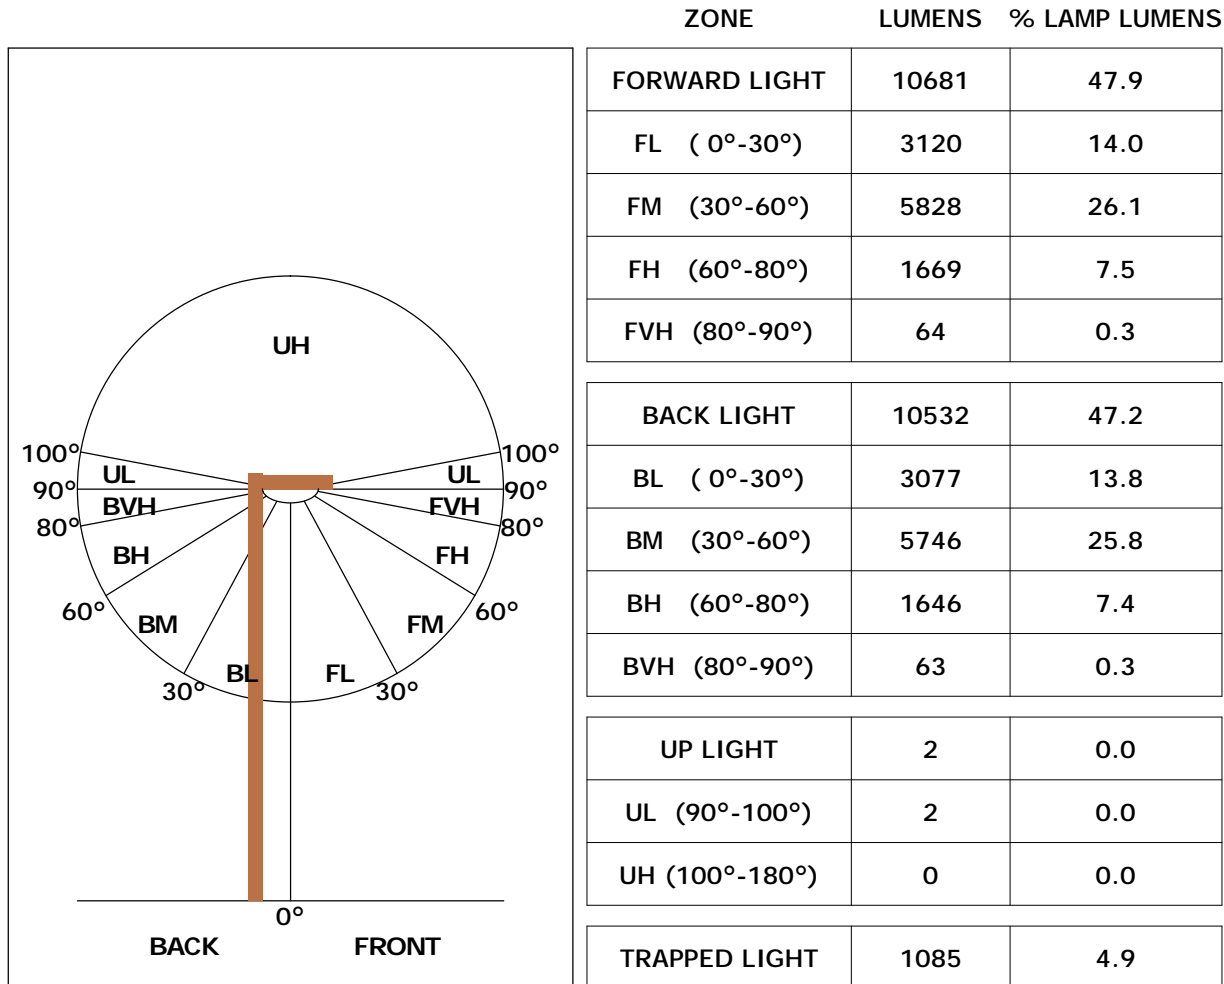 ZONE LUMENS % LAMP LUMENS
FORWARD LIGHT 10681 47.9
FL ( 0°-30°) 3120 14.0
FM (30°-60°) 5828 26.1
FH (60°-80°) 1669 7.5
FVH (80°-90°) 64 0.3
BACK LIGHT 10532 47.2
BL ( 0°-30°) 3077 13.8
BM (30°-60°) 5746 25.8
BH (60°-80°) 1646 7.4
BVH (80°-90°) 63 0.3
UP LIGHT 2 0.0
UL (90°-100°) 2 0.0
UH (100°-180°) 0 0.0
TRAPPED LIGHT 1085 4.9
UH
100° 100°
UL UL
90° 90°
BVH FVH
80° 80°
BH FH
60° 60°
BM FM
BL FL
30° 30°
0°
BACK FRONT